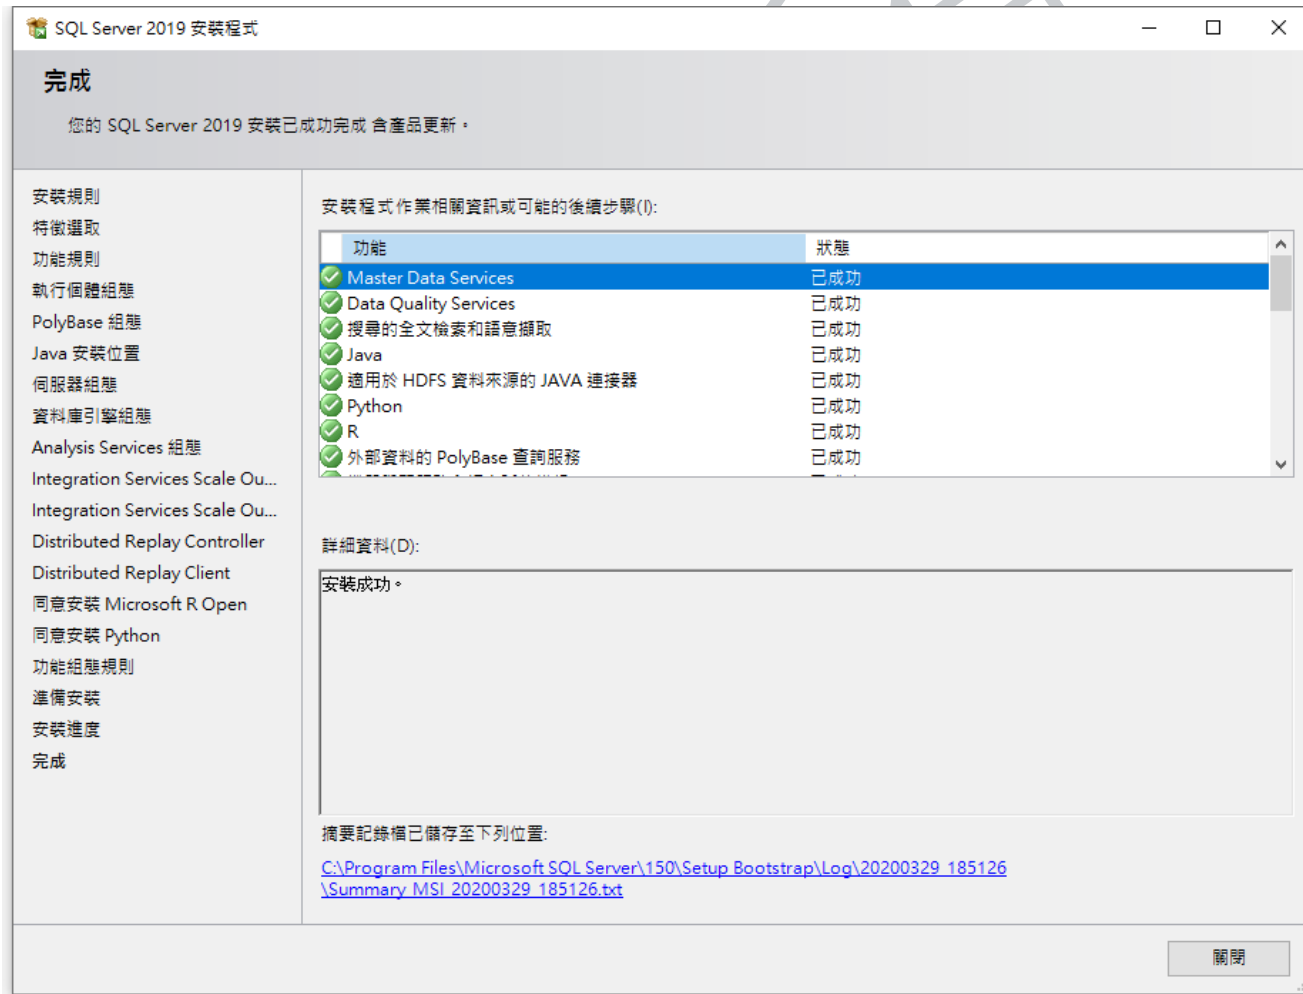 SQL Server 2019 安裝程式
完成
您的 SQL Server 2019 安裝已成功完成 含產品更新。
安裝規則
特徵選取
功能規則
執行個體組態
PolyBase 組態
Java 安裝位置
伺服器組態
資料庫引擎組態
Analysis Services 組態
Integration Services Scale Ou...
Integration Services Scale Ou...
Distributed Replay Controller
Distributed Replay Client
同意安裝 Microsoft R Open
同意安裝 Python
功能組態規則
準備安裝
安裝進度
完成
安裝程式作業相關資訊或可能的後續步驟(I):
功能 狀態
Master Data Services 已成功
Data Quality Services 已成功
搜尋的全文檢索和語意擷取 已成功
Java 已成功
適用於 HDFS 資料來源的 JAVA 連接器 已成功
Python 已成功
R 已成功
外部資料的 PolyBase 查詢服務 已成功
詳細資料(D):
安裝成功。
摘要記錄檔已儲存至下列位置:
C:\Program Files\Microsoft SQL Server\150\Setup Bootstrap\Log\20200329_185126
\Summary_MSI_20200329_185126.txt
關閉